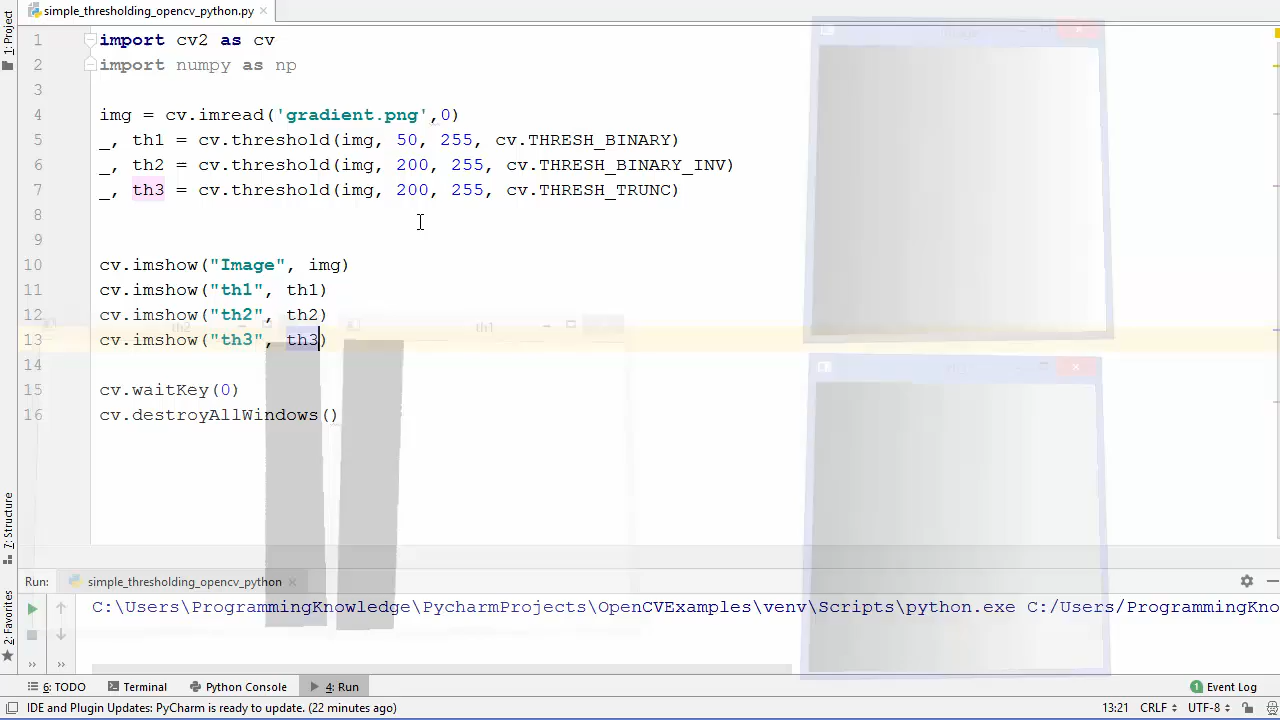 simple_thresholding_opencv_python.py
1: Project
1 import cv2 as cv
2 import numpy as np
3
4 img = cv.imread('gradient.png',0)
5 _, th1 = cv.threshold(img, 50, 255, cv.THRESH_BINARY)
6 _, th2 = cv.threshold(img, 200, 255, cv.THRESH_BINARY_INV)
7 _, th3 = cv.threshold(img, 200, 255, cv.THRESH_TRUNC)
8
9
10 cv.imshow("Image", img)
11 cv.imshow("th1", th1)
12 cv.imshow("th2", th2)
th2 th1
13 cv.imshow("th3", th3)
14
15 cv.waitKey(0)
16 cv.destroyAllWindows()
7: Structure
2: Favorites
Run: simple_thresholding_opencv_python
C:\Users\ProgrammingKnowledge\PycharmProjects\OpenCVExamples\venv\Scripts\python.exe C:/Users/ProgrammingKno
6: TODO Terminal Python Console 4: Run 1 Event Log
IDE and Plugin Updates: PyCharm is ready to update. (22 minutes ago) 13:21 CRLF UTF-8